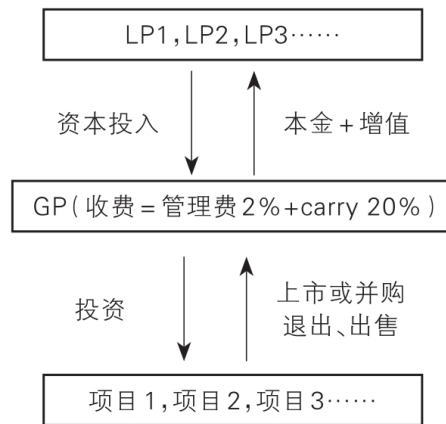 LP1,LP2,LP3……
资本投入
本金+增值
GP(收费=管理费2%+carry 20%)
投资
上市或并购
退出、出售
项目1,项目2,项目3……